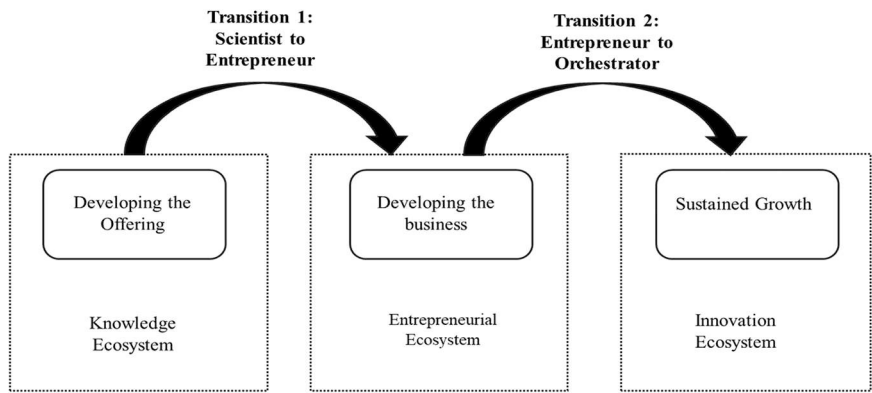 Transition 1:
Scientist to
Entrepreneur
Transition 2:
Entrepreneur to
Orchestrator
Developing the
Offering
Developing the
business
Sustained Growth
Knowledge
Ecosystem
Entrepreneurial
Ecosystem
Innovation
Ecosystem